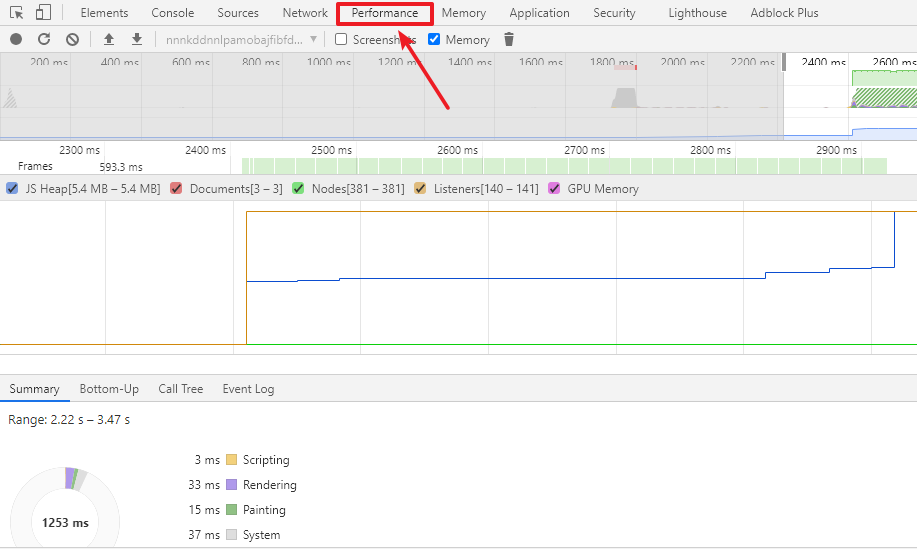 Elements Console Sources Network Performance Memory Application Security Lighthouse Adblock Plus
nnnkddnnlpamobajfibfd... Screenshots Memory
200 ms 400 ms 600 ms 800 ms 1000 ms 1200 ms 1400 ms 1600 ms 1800 ms 2000 ms 2200 ms 2400 ms 2600 ms
2300 ms 2400 ms 2500 ms 2600 ms 2700 ms 2800 ms 2900 ms
Frames 593.3 ms
JS Heap[5.4 MB – 5.4 MB] Documents[3 – 3] Nodes[381 – 381] Listeners[140 – 141] GPU Memory
Summary Bottom-Up Call Tree Event Log
Range: 2.22 s – 3.47 s
3 ms Scripting
33 ms Rendering
15 ms Painting
1253 ms
37 ms System